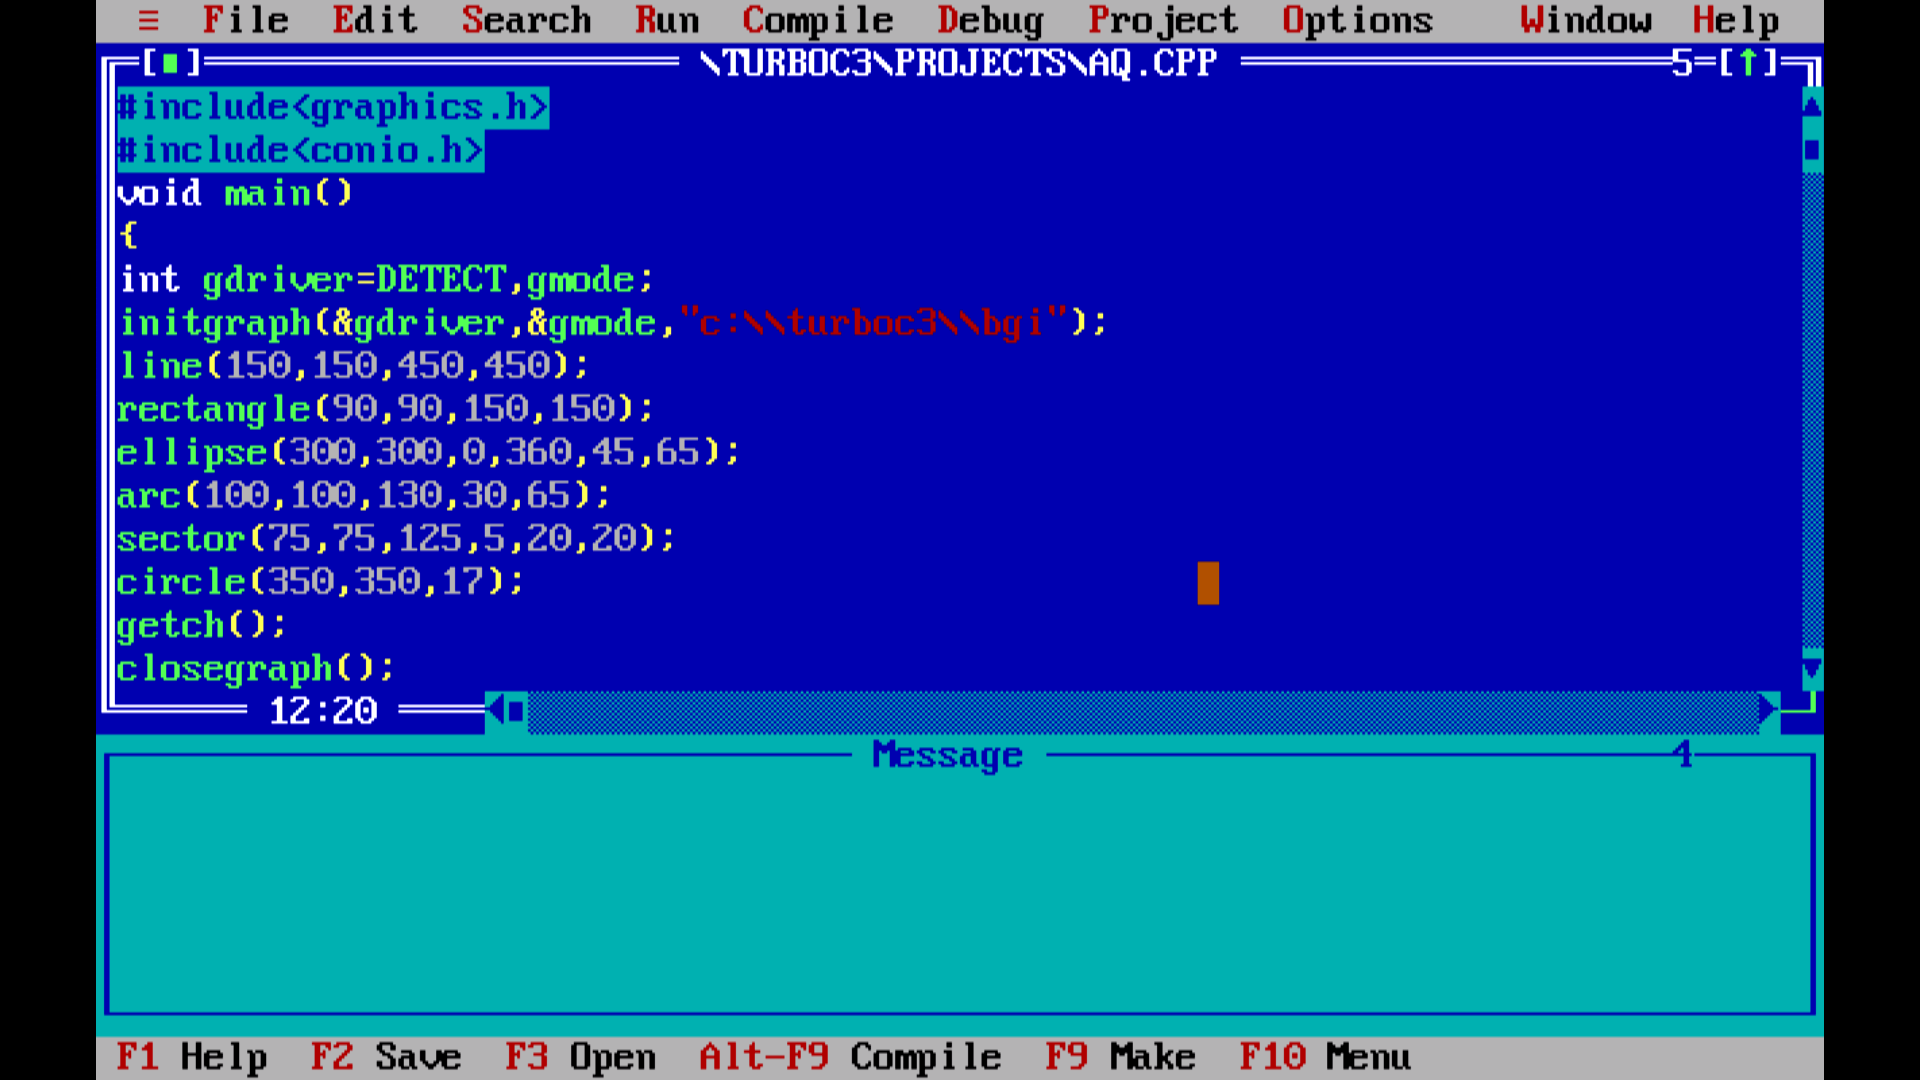 ≡ File Edit Search Run Compile Debug Project Options Window Help
[■] \TURBOC3\PROJECTS\AQ.CPP 5=[↑]
#include<graphics.h>
#include<conio.h>
void main()
{
int gdriver=DETECT,gmode;
initgraph(&gdriver,&gmode,"c:\\turboc3\\bgi");
line(150,150,450,450);
rectangle(90,90,150,150);
ellipse(300,300,0,360,45,65);
arc(100,100,130,30,65);
sector(75,75,125,5,20,20);
circle(350,350,17);
getch();
closegraph();
12:20
Message 4
F1 Help F2 Save F3 Open Alt-F9 Compile F9 Make F10 Menu